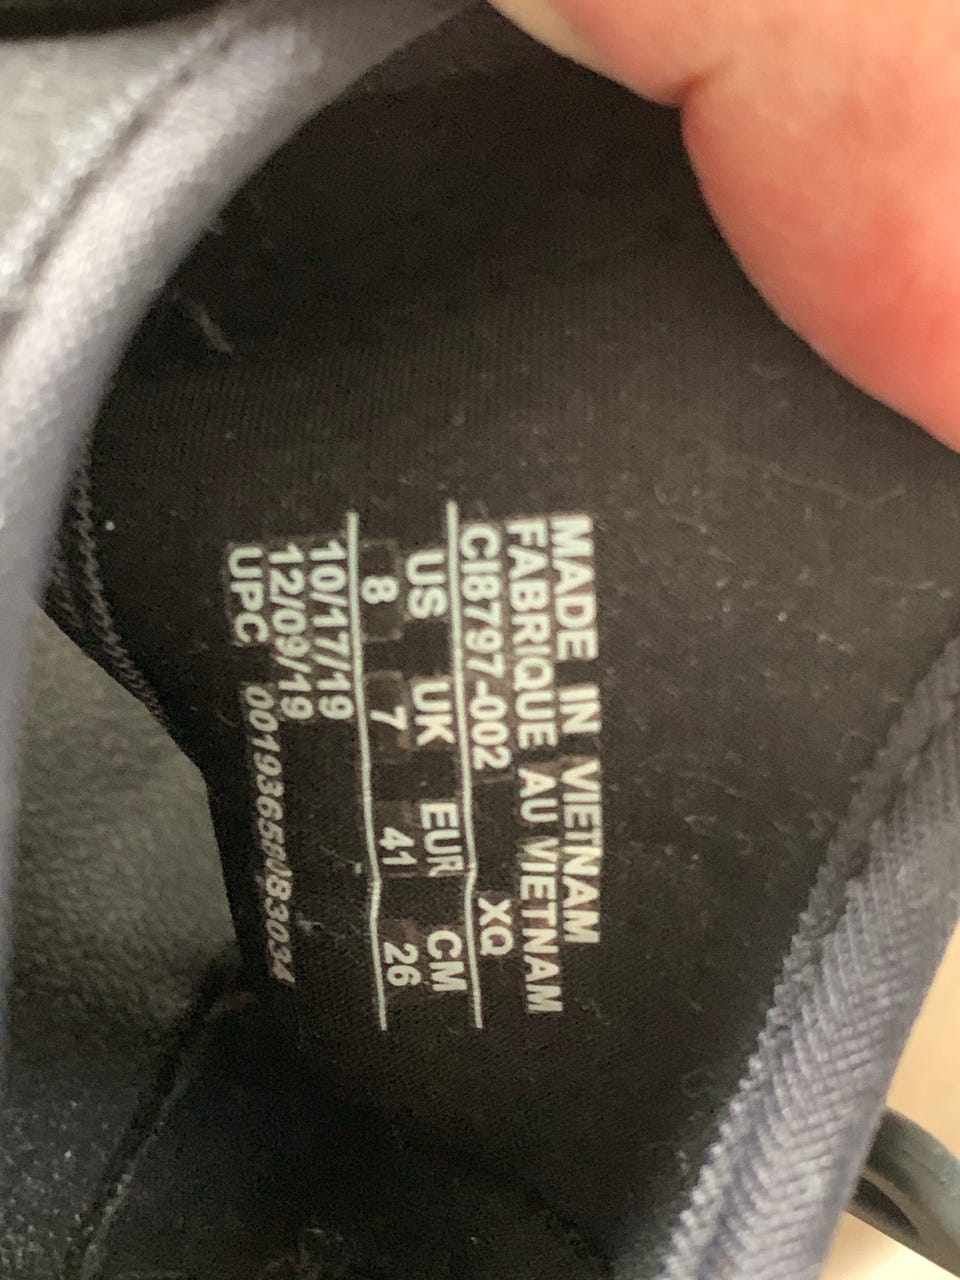 MADE IN VIETNAM
FABRIQUE AU VIETNAM
CI8797-002 XQ
US UK EUR CM
8 7 41 26
10/17/19
12/09/19
UPC